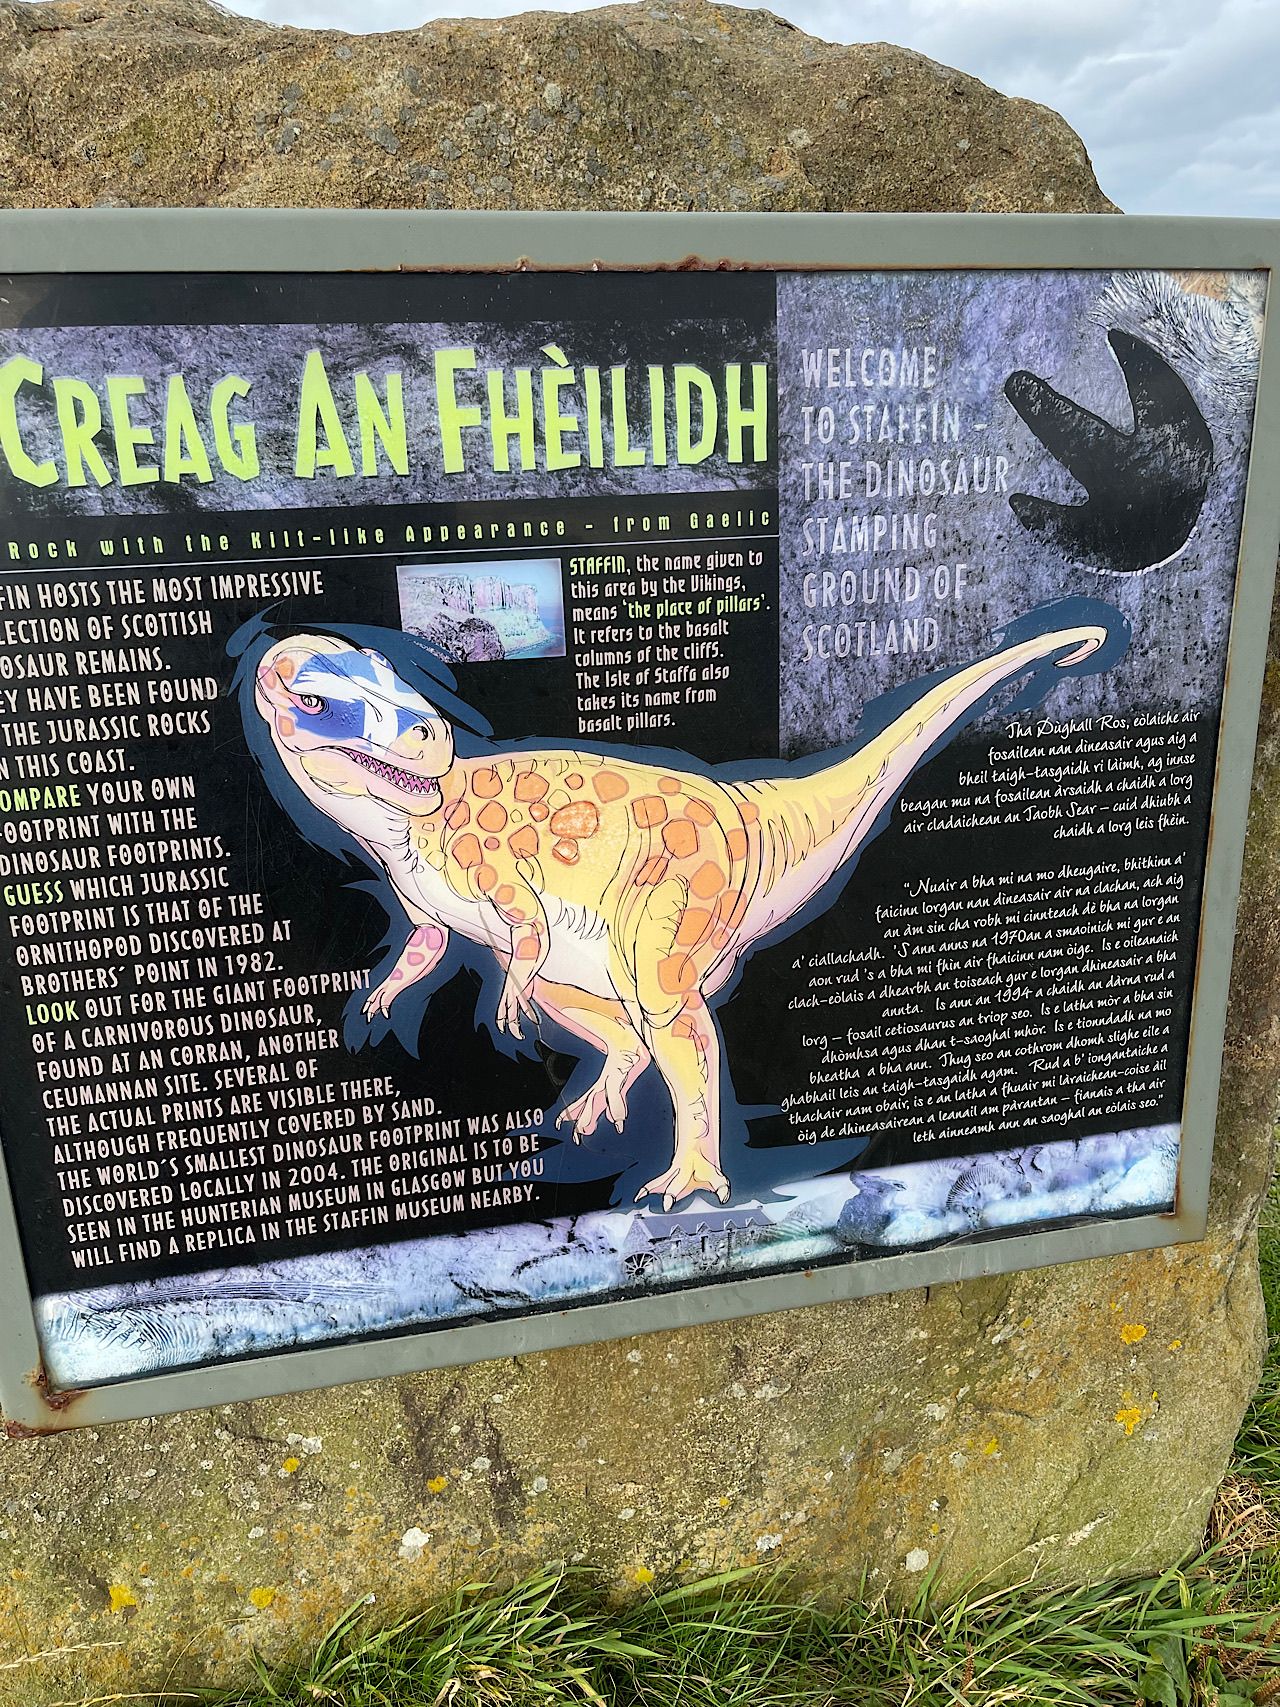 CREAG AN FHÈILIDH
Rock with the Kilt-like Appearance - from Gaelic
FIN HOSTS THE MOST IMPRESSIVE
LECTION OF SCOTTISH
OSAUR REMAINS.
EY HAVE BEEN FOUND
THE JURASSIC ROCKS
N THIS COAST.
OMPARE YOUR OWN
FOOTPRINT WITH THE
DINOSAUR FOOTPRINTS.
GUESS WHICH JURASSIC
FOOTPRINT IS THAT OF THE
ORNITHOPOD DISCOVERED AT
BROTHERS' POINT IN 1982.
LOOK OUT FOR THE GIANT FOOTPRINT
OF A CARNIVOROUS DINOSAUR,
FOUND AT AN CORRAN, ANOTHER
CEUMANNAN SITE. SEVERAL OF
THE ACTUAL PRINTS ARE VISIBLE THERE,
ALTHOUGH FREQUENTLY COVERED BY SAND.
THE WORLD'S SMALLEST DINOSAUR FOOTPRINT WAS ALSO
DISCOVERED LOCALLY IN 2004. THE ORIGINAL IS TO BE
SEEN IN THE HUNTERIAN MUSEUM IN GLASGOW BUT YOU
WILL FIND A REPLICA IN THE STAFFIN MUSEUM NEARBY.
STAFFIN, the name given to
this area by the Vikings,
means 'the place of pillars'.
It refers to the basalt
columns of the cliffs.
The Isle of Staffa also
takes its name from
basalt pillars.
WELCOME
TO STAFFIN -
THE DINOSAUR
STAMPING
GROUND OF
SCOTLAND
Tha Dùghall Ros, eòlaiche air
fosailean nan dineasair agus aig a
bheil taigh-tasgaidh ri làimh, ag innse
beagan mu na fosailean àrsaidh a chaidh a lorg
air cladaichean an Taobh Sear – cuid dhiubh a
chaidh a lorg leis fhèin.
“Nuair a bha mi na mo dheugaire, bhithinn a'
faicinn lorgan nan dineasair air na clachan, ach aig
an àm sin cha robh mi cinnteach dè bha na lorgan
a' ciallachadh. 'S ann anns na 1970an a smaoinich mi gur e an
aon rud 's a bha mi fhìn air fhaicinn nam òige. Is e oileanaich
clach-eòlais a dhearbh an toiseach gur e lorgan dhineasair a bha
annta. Is ann an 1994 a chaidh an dàrna rud a
lorg – fosail cetiosaurus an triop seo. Is e latha mòr a bha sin
dhòmhsa agus dhan t-saoghal mhòr. Is e tionndadh na mo
bheatha a bha ann. Thug seo an cothrom dhomh slighe eile a
ghabhail leis an taigh-tasgaidh agam. Rud a b' iongantaiche a
thachair nam obair, is e an latha a fhuair mi làraichean-coise àil
òig de dhineasairean a leanail am pàrantan – fianais a tha air
leth ainneamh ann an saoghal an eòlais seo.”